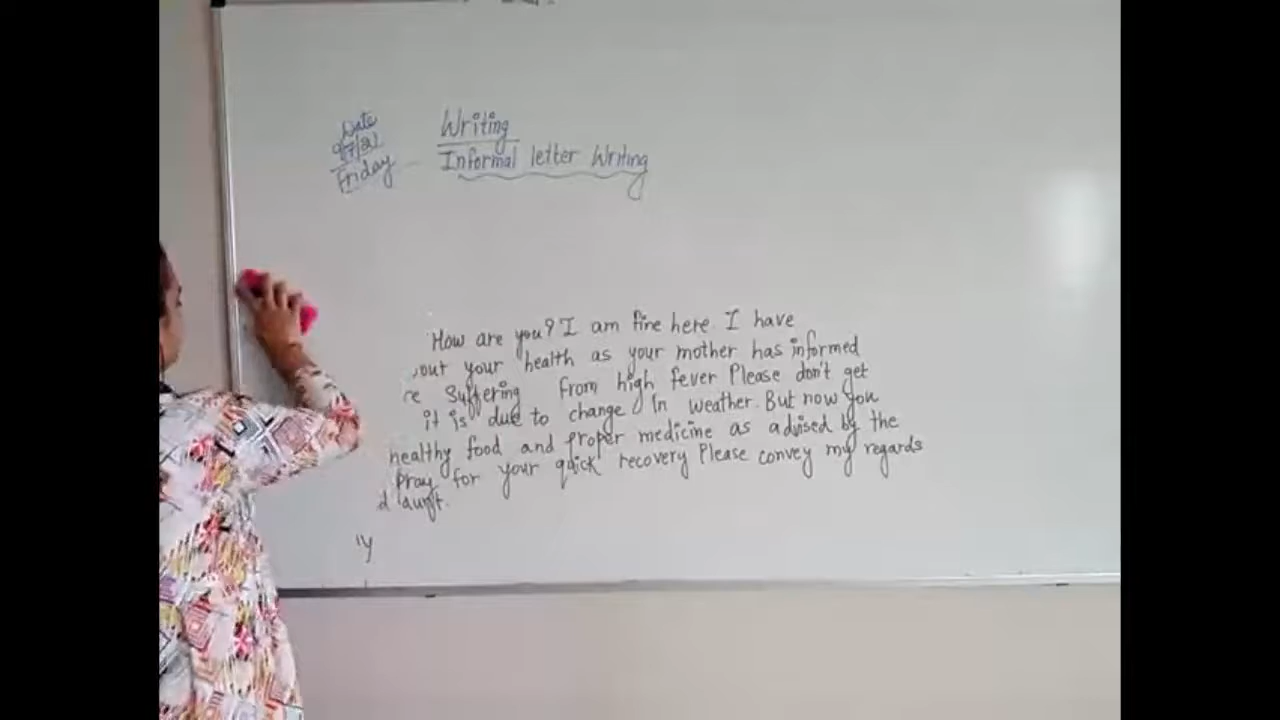 Date
9/7/21
Friday
Writing
Informal letter Writing
How are you? I am fine here. I have
out your health as your mother has informed
re Suffering from high fever Please don't get
it is due to change In weather. But now you
healthy food and proper medicine as advised by the
Pray for your quick recovery Please convey my regards
d aunt.
ly